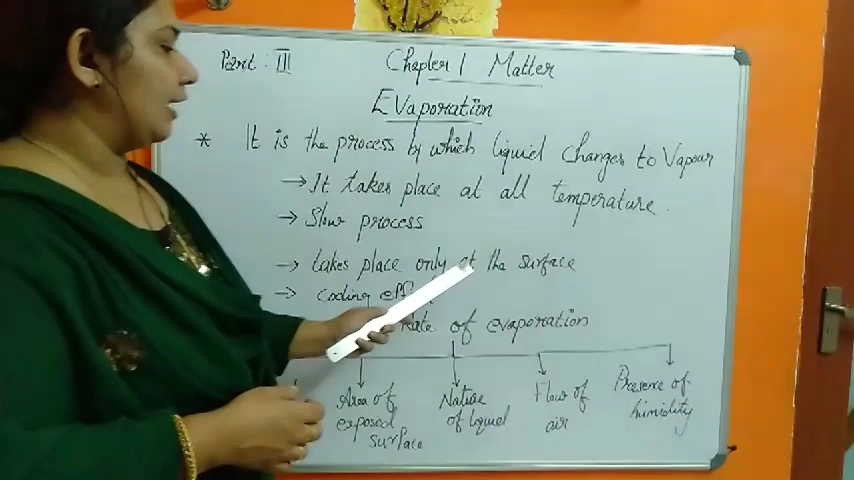 Part: III
Chapter 1 Matter
Evaporation
* It is the process by which liquid changes to Vapour
→ It takes place at all temperature.
→ Slow process
→ takes place only at the surface
→ cooling eff
Rate of evaporation
Area of exposed surface
Nature of liquid
Flow of air
Presence of humidity